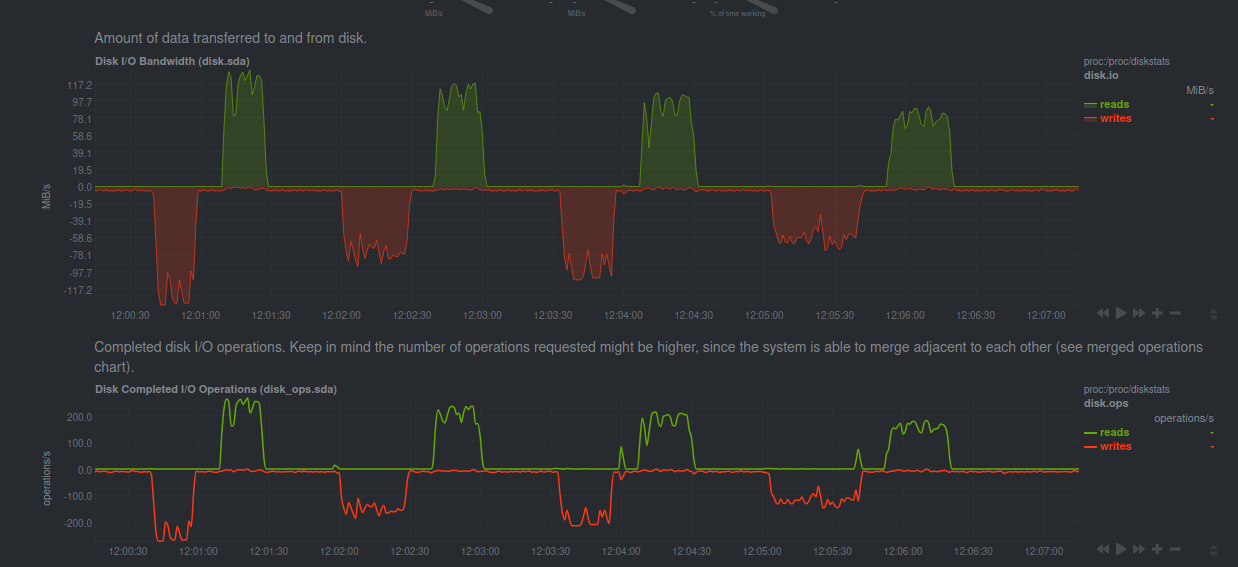 MiB/s MiB/s % of time working
Amount of data transferred to and from disk.
Disk I/O Bandwidth (disk.sda)
proc:/proc/diskstats
disk.io
MiB/s
reads -
writes -
117.2
97.7
78.1
58.6
39.1
19.5
0.0
-19.5
-39.1
-58.6
-78.1
-97.7
-117.2
MiB/s
12:00:30 12:01:00 12:01:30 12:02:00 12:02:30 12:03:00 12:03:30 12:04:00 12:04:30 12:05:00 12:05:30 12:06:00 12:06:30 12:07:00
Completed disk I/O operations. Keep in mind the number of operations requested might be higher, since the system is able to merge adjacent to each other (see merged operations
chart).
Disk Completed I/O Operations (disk_ops.sda)
proc:/proc/diskstats
disk.ops
operations/s
reads -
writes -
200.0
100.0
0.0
-100.0
-200.0
operations/s
12:00:30 12:01:00 12:01:30 12:02:00 12:02:30 12:03:00 12:03:30 12:04:00 12:04:30 12:05:00 12:05:30 12:06:00 12:06:30 12:07:00